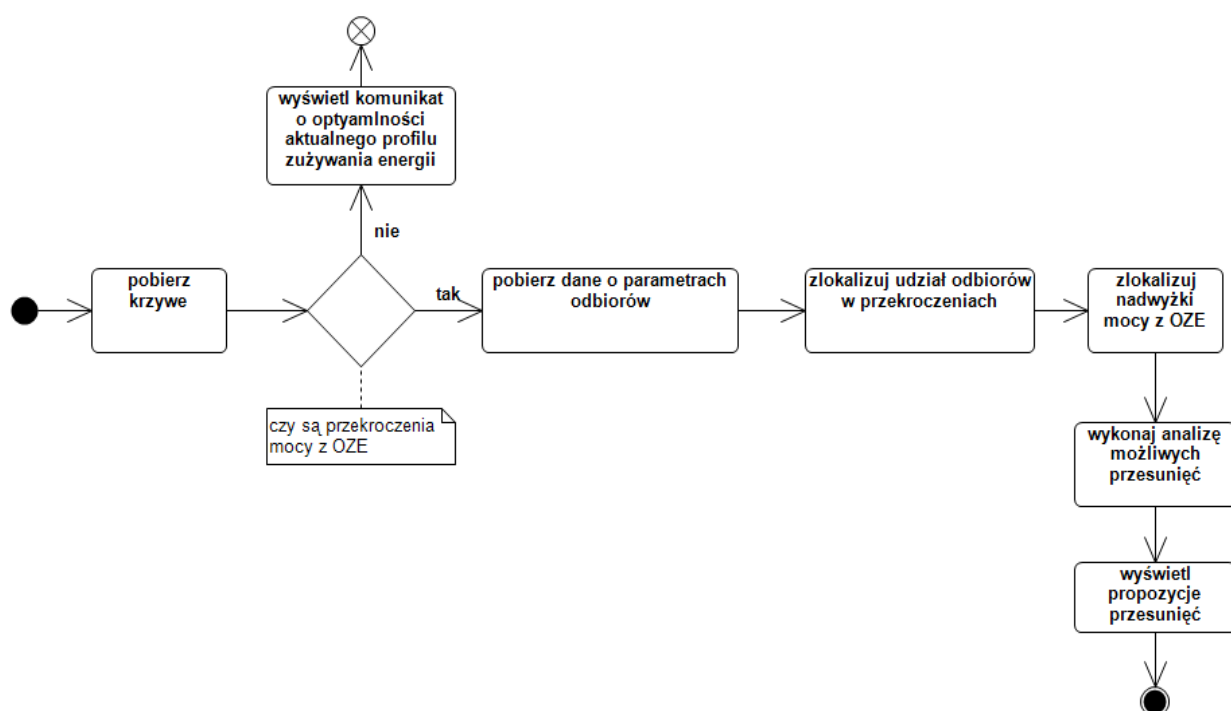 wyświetl komunikat
o optyamlności
aktualnego profilu
zużywania energii
nie
pobierz
krzywe
tak
pobierz dane o parametrach
odbiorów
zlokalizuj udział odbiorów
w przekroczeniach
zlokalizuj
nadwyżki
mocy z OZE
czy są przekroczenia
mocy z OZE
wykonaj analizę
możliwych
przesunięć
wyświetl
propozycje
przesunięć